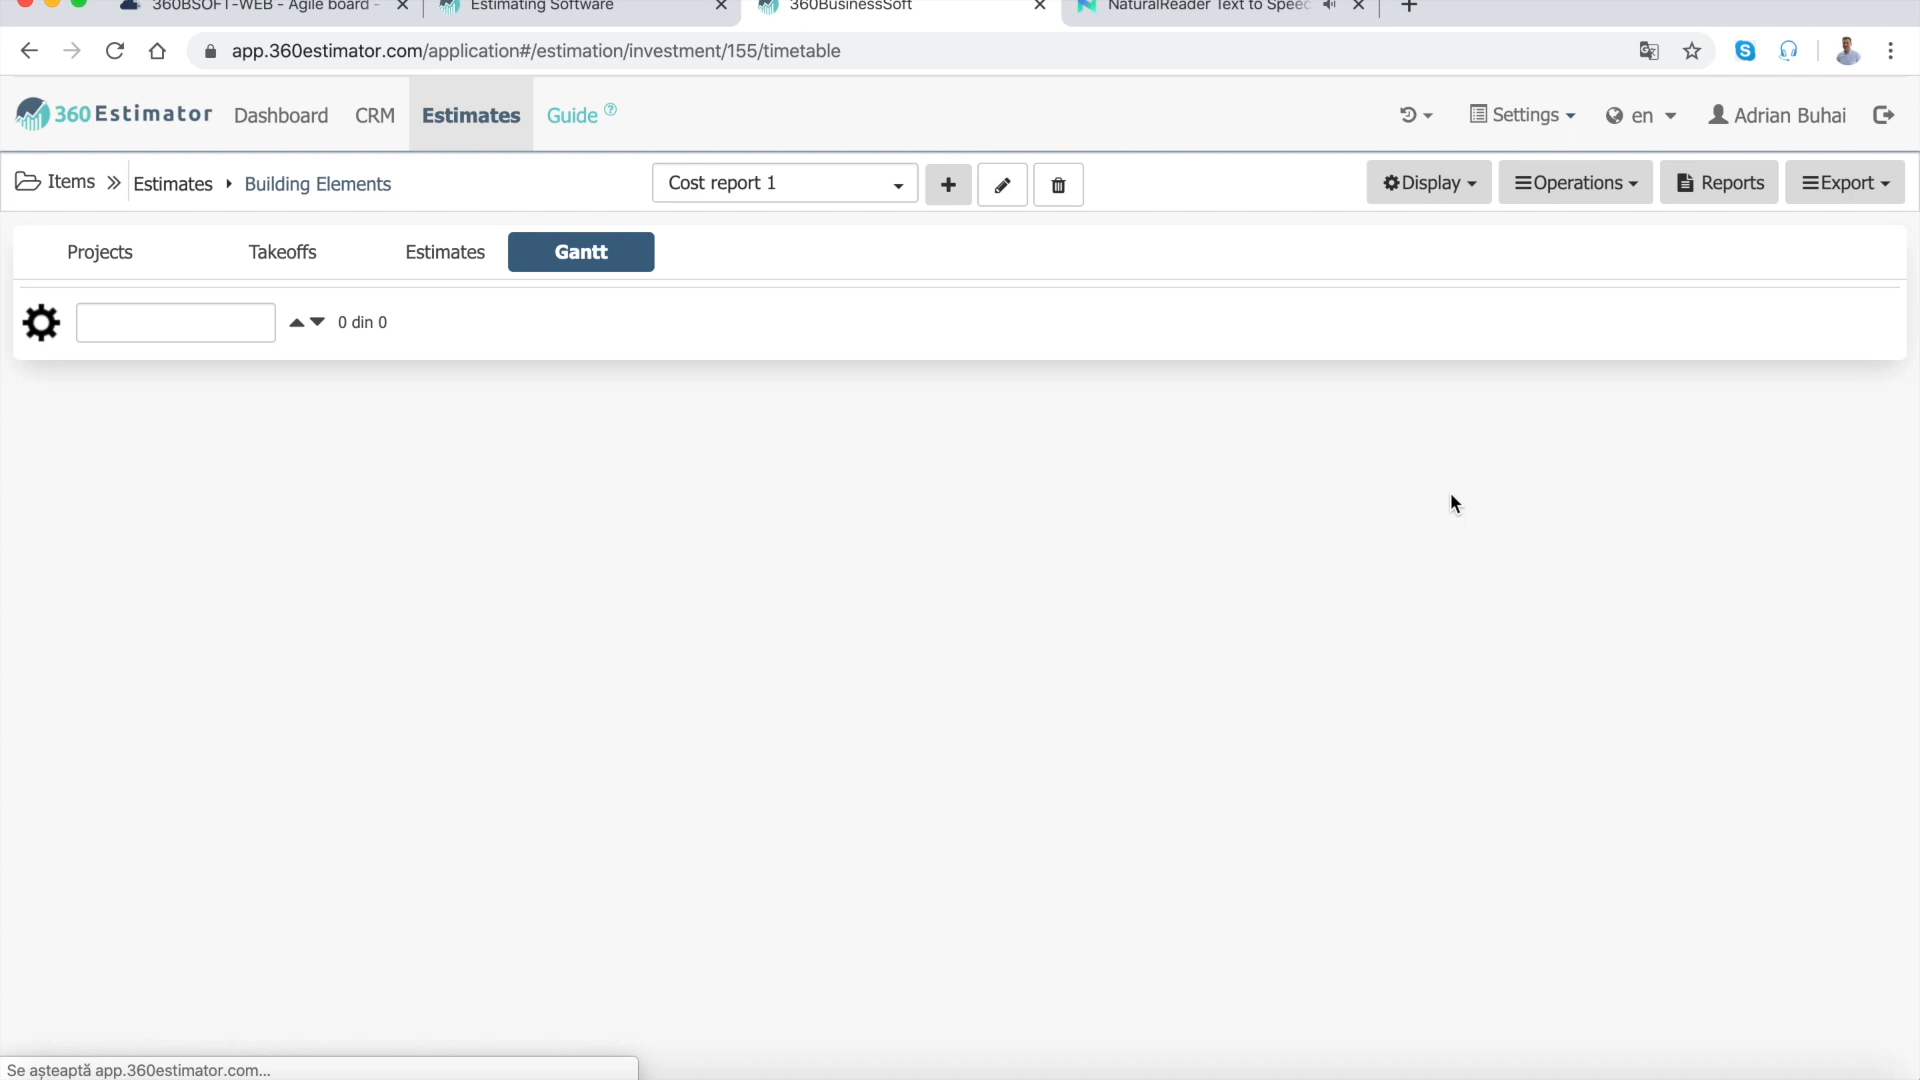 360BSOFT-WEB - Agile board -
Estimating Software
360BusinessSoft
NaturalReader Text to Speec
app.360estimator.com/application#/estimation/investment/155/timetable
360Estimator
Dashboard
CRM
Estimates
Guide ?
Settings
en
Adrian Buhai
Items
Estimates
Building Elements
Cost report 1
Display
Operations
Reports
Export
Projects
Takeoffs
Estimates
Gantt
0 din 0
Se așteaptă app.360estimator.com...